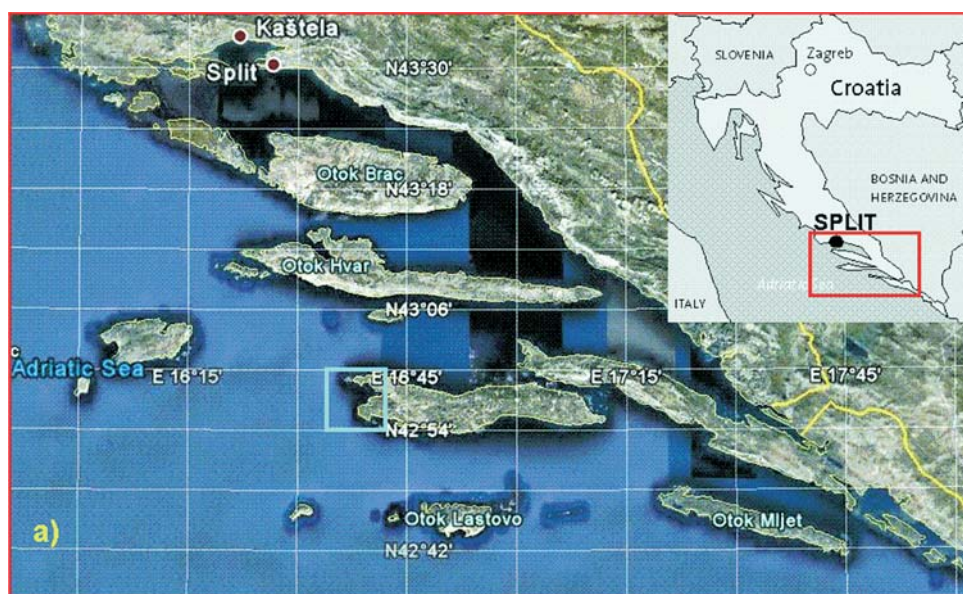 Kaštela
Split
N43°30'
Otok Brac
N43°18'
Otok Hvar
N43°06'
c
Adriatic Sea
E 16°15'
E 16°45'
E 17°15'
E 17°45'
N42°54'
Otok Lastovo
Otok Mljet
N42°42'
a)
SLOVENIA
Zagreb
Croatia
BOSNIA AND
HERZEGOVINA
SPLIT
Adriatic Sea
ITALY